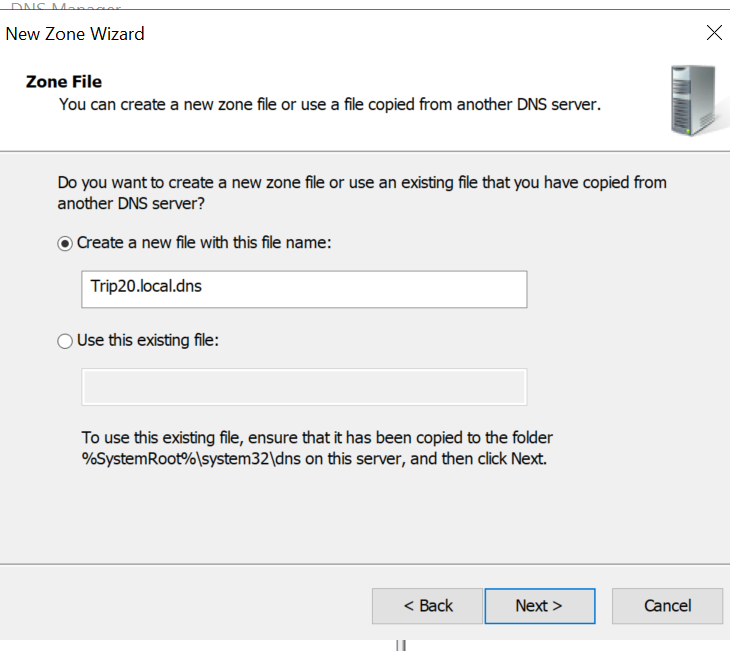 DNS Manager
New Zone Wizard
Zone File
You can create a new zone file or use a file copied from another DNS server.
Do you want to create a new zone file or use an existing file that you have copied from
another DNS server?
Create a new file with this file name:
Trip20.local.dns
Use this existing file:
To use this existing file, ensure that it has been copied to the folder
%SystemRoot%\system32\dns on this server, and then click Next.
< Back Next > Cancel